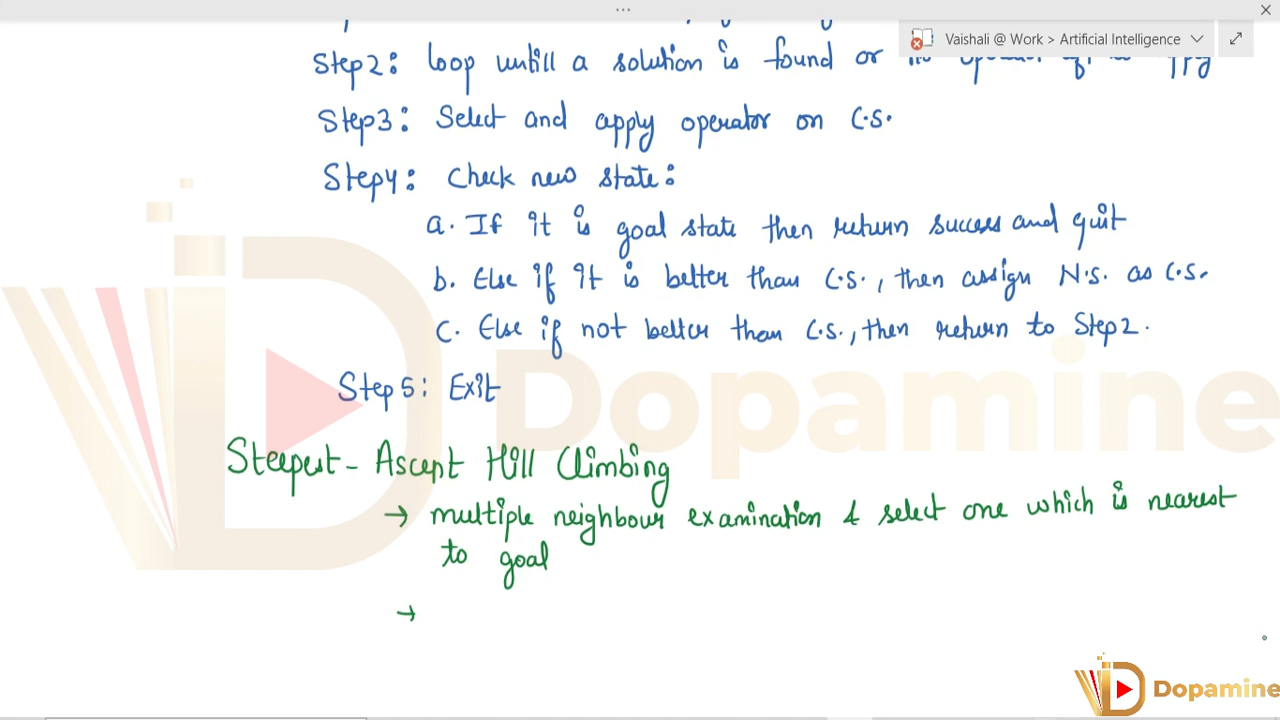 Vaishali @ Work > Artificial Intelligence
Step2: loop untill a solution is found or no operator
Step3: Select and apply operator on C.S.
Step4: Check new state:
a. If it is goal state then return success and quit
b. Else if it is better than C.S., then assign N.S. as C.S.
c. Else if not better than C.S., then return to Step2.
Step5: Exit
Steepest-Ascent Hill Climbing
→ multiple neighbour examination & select one which is nearest
to goal
→
Dopamine
Dopamine